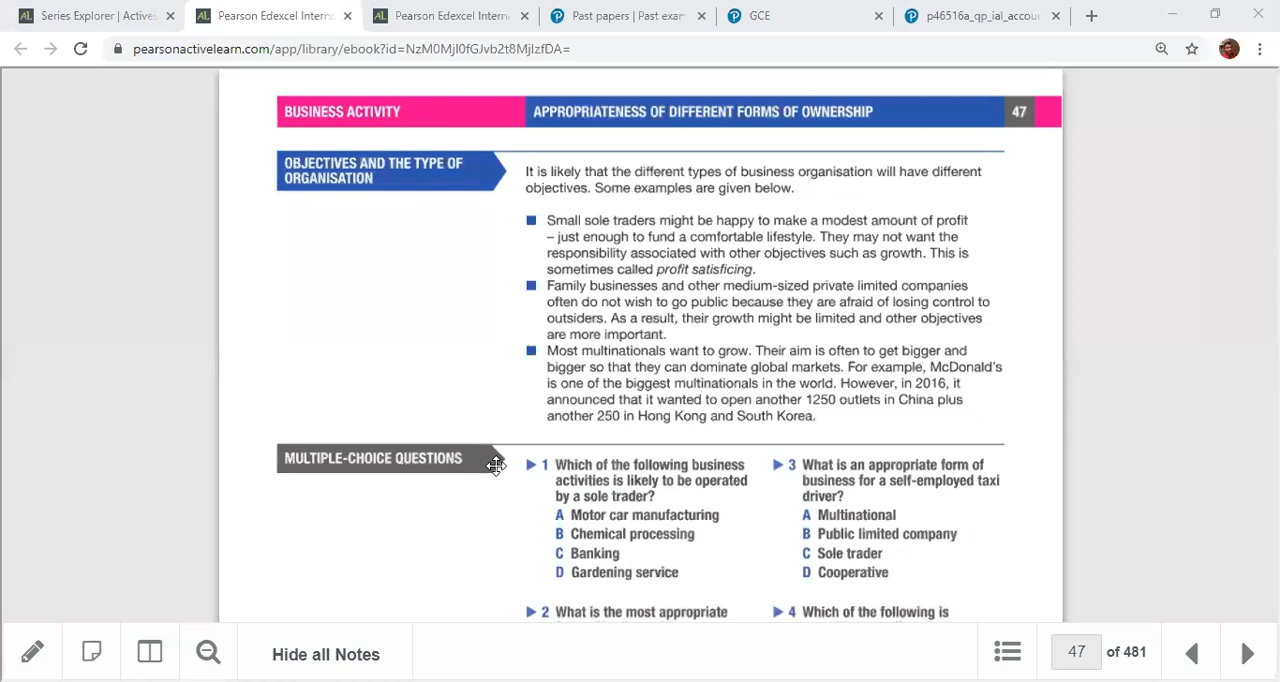 Series Explorer | Actives
Pearson Edexcel Interna
Pearson Edexcel Interna
Past papers | Past exam
GCE
p46516a_qp_ial_accoun
pearsonactivelearn.com/app/library/ebook?id=NzM0MjI0fGJvb2t8MjIzfDA=
BUSINESS ACTIVITY
APPROPRIATENESS OF DIFFERENT FORMS OF OWNERSHIP
47
OBJECTIVES AND THE TYPE OF
ORGANISATION
It is likely that the different types of business organisation will have different
objectives. Some examples are given below.
Small sole traders might be happy to make a modest amount of profit
– just enough to fund a comfortable lifestyle. They may not want the
responsibility associated with other objectives such as growth. This is
sometimes called profit satisficing.
Family businesses and other medium-sized private limited companies
often do not wish to go public because they are afraid of losing control to
outsiders. As a result, their growth might be limited and other objectives
are more important.
Most multinationals want to grow. Their aim is often to get bigger and
bigger so that they can dominate global markets. For example, McDonald's
is one of the biggest multinationals in the world. However, in 2016, it
announced that it wanted to open another 1250 outlets in China plus
another 250 in Hong Kong and South Korea.
MULTIPLE-CHOICE QUESTIONS
1 Which of the following business
activities is likely to be operated
by a sole trader?
A Motor car manufacturing
B Chemical processing
C Banking
D Gardening service
2 What is the most appropriate
3 What is an appropriate form of
business for a self-employed taxi
driver?
A Multinational
B Public limited company
C Sole trader
D Cooperative
4 Which of the following is
Hide all Notes
47 of 481